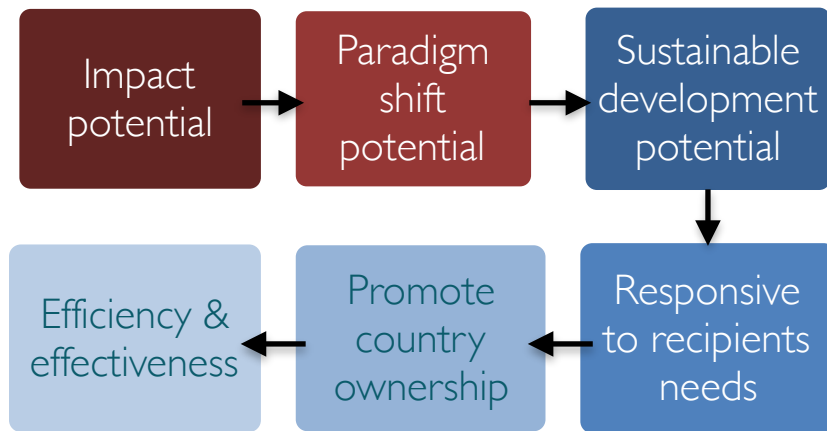 Impact
potential
Paradigm
shift
potential
Sustainable
development
potential
Responsive
to recipients
needs
Promote
country
ownership
Efficiency &
effectiveness